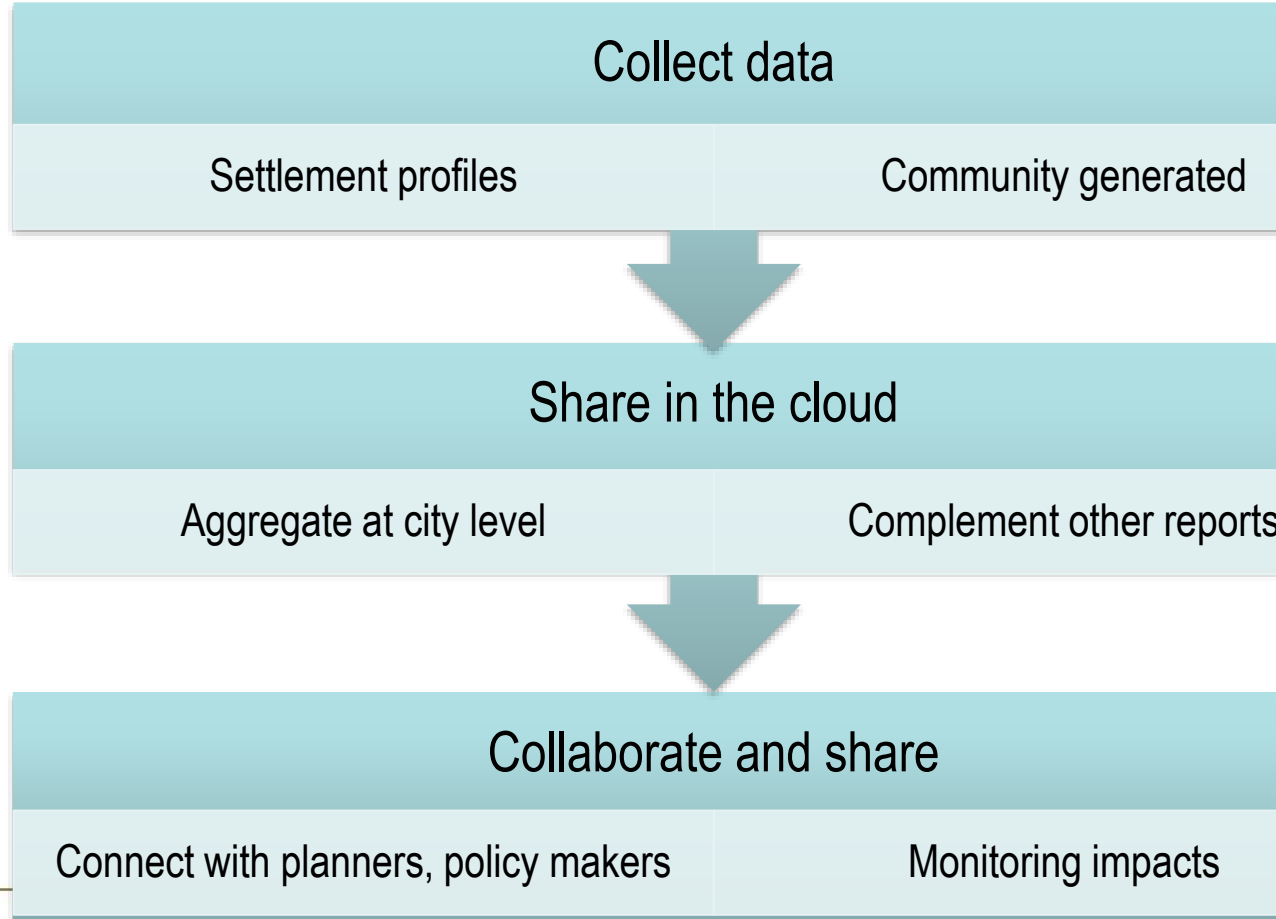 Collect data
Settlement profiles
Community generated
Share in the cloud
Aggregate at city level
Complement other reports
Collaborate and share
Connect with planners, policy makers
Monitoring impacts